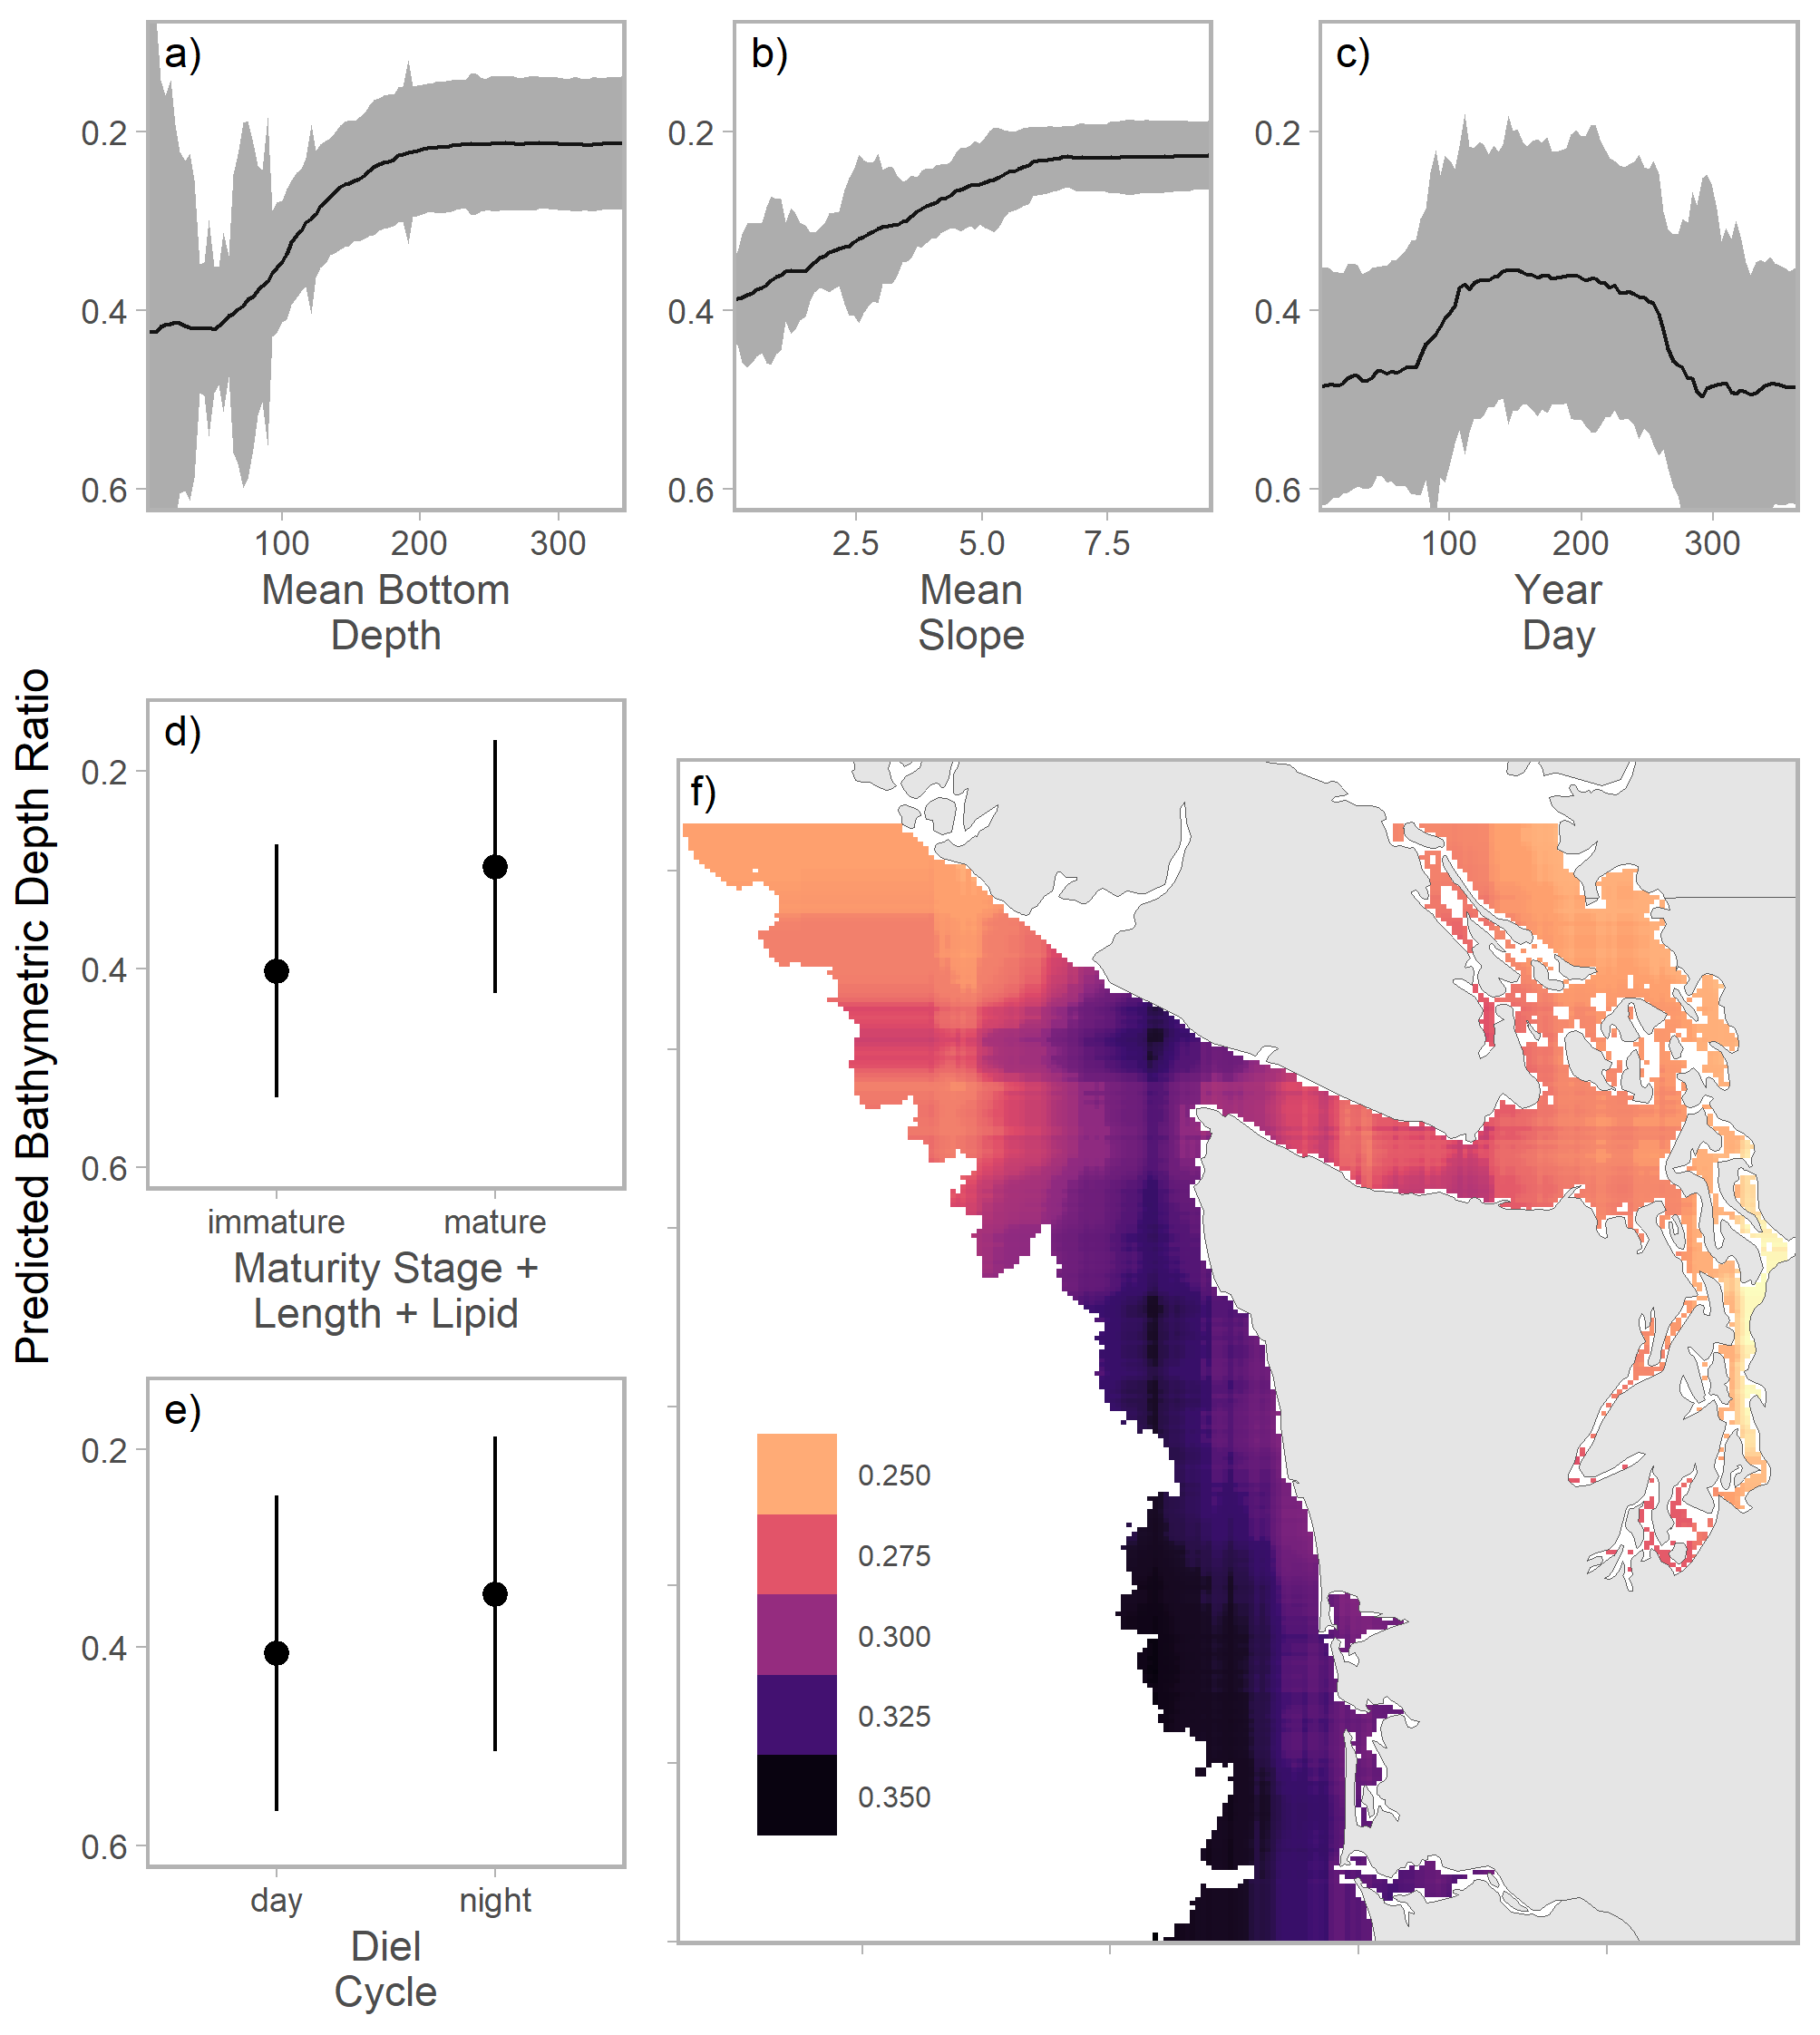 Predicted Bathymetric Depth Ratio
a)
0.2
0.4
0.6
100 200 300
Mean Bottom
Depth
b)
0.2
0.4
0.6
2.5 5.0 7.5
Mean
Slope
c)
0.2
0.4
0.6
100 200 300
Year
Day
d)
0.2
0.4
0.6
immature mature
Maturity Stage +
Length + Lipid
e)
0.2
0.4
0.6
day night
Diel
Cycle
f)
0.250
0.275
0.300
0.325
0.350